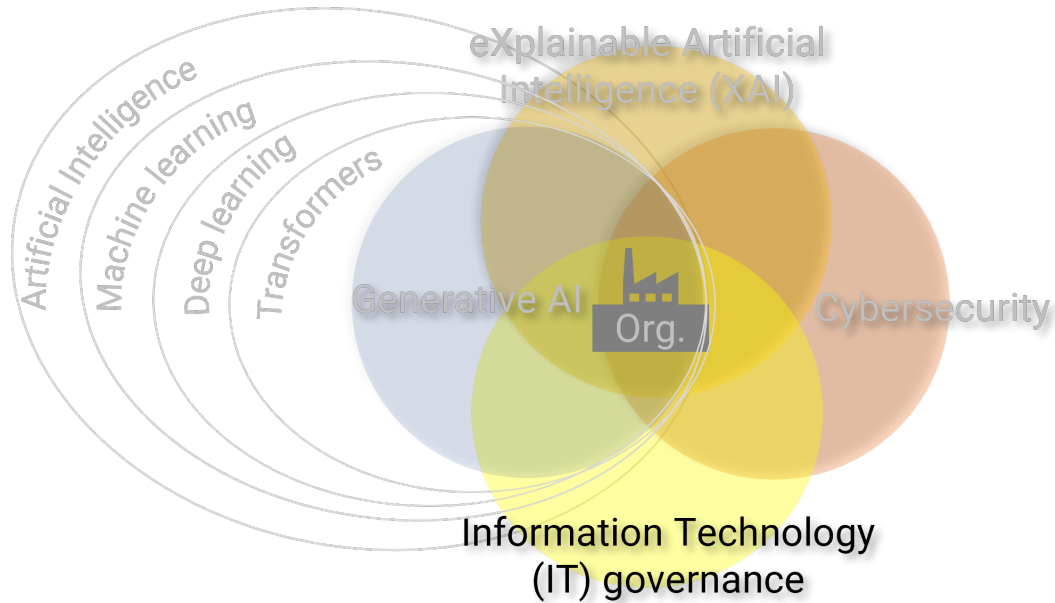 eXplainable Artificial
Intelligence (XAI)
Artificial Intelligence
Machine learning
Deep learning
Transformers
Generative AI
Org.
Cybersecurity
Information Technology
(IT) governance